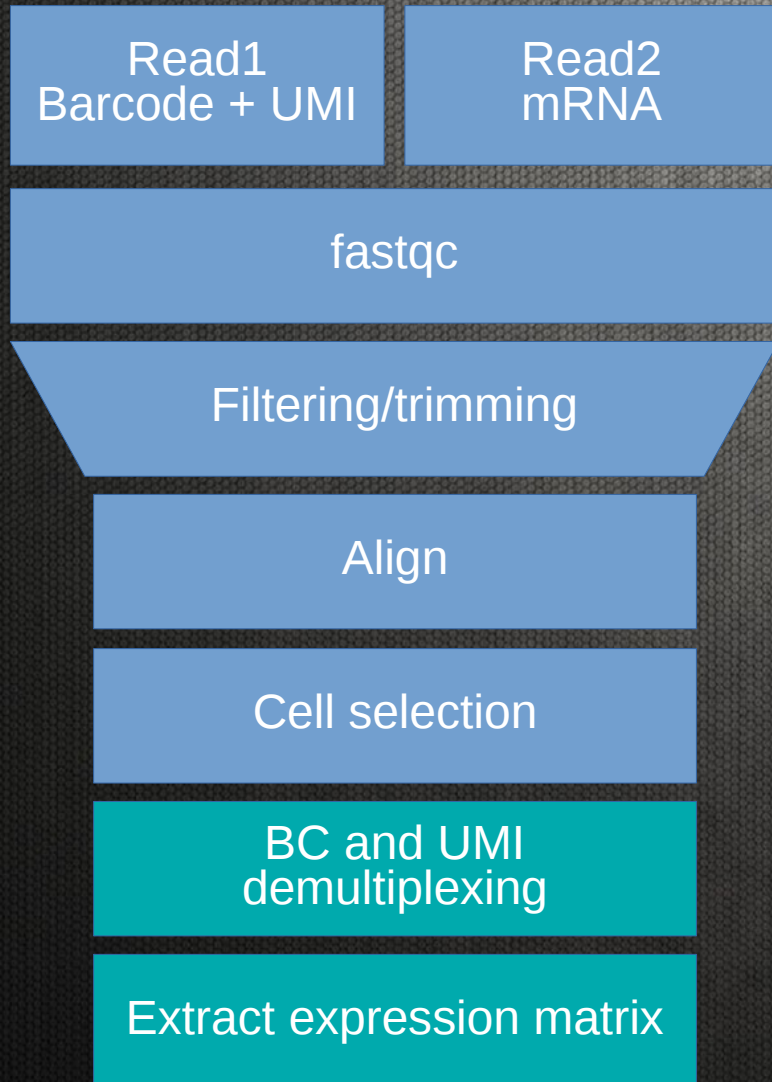 Read1
Barcode + UMI
Read2
mRNA
fastqc
Filtering/trimming
Align
Cell selection
BC and UMI
demultiplexing
Extract expression matrix